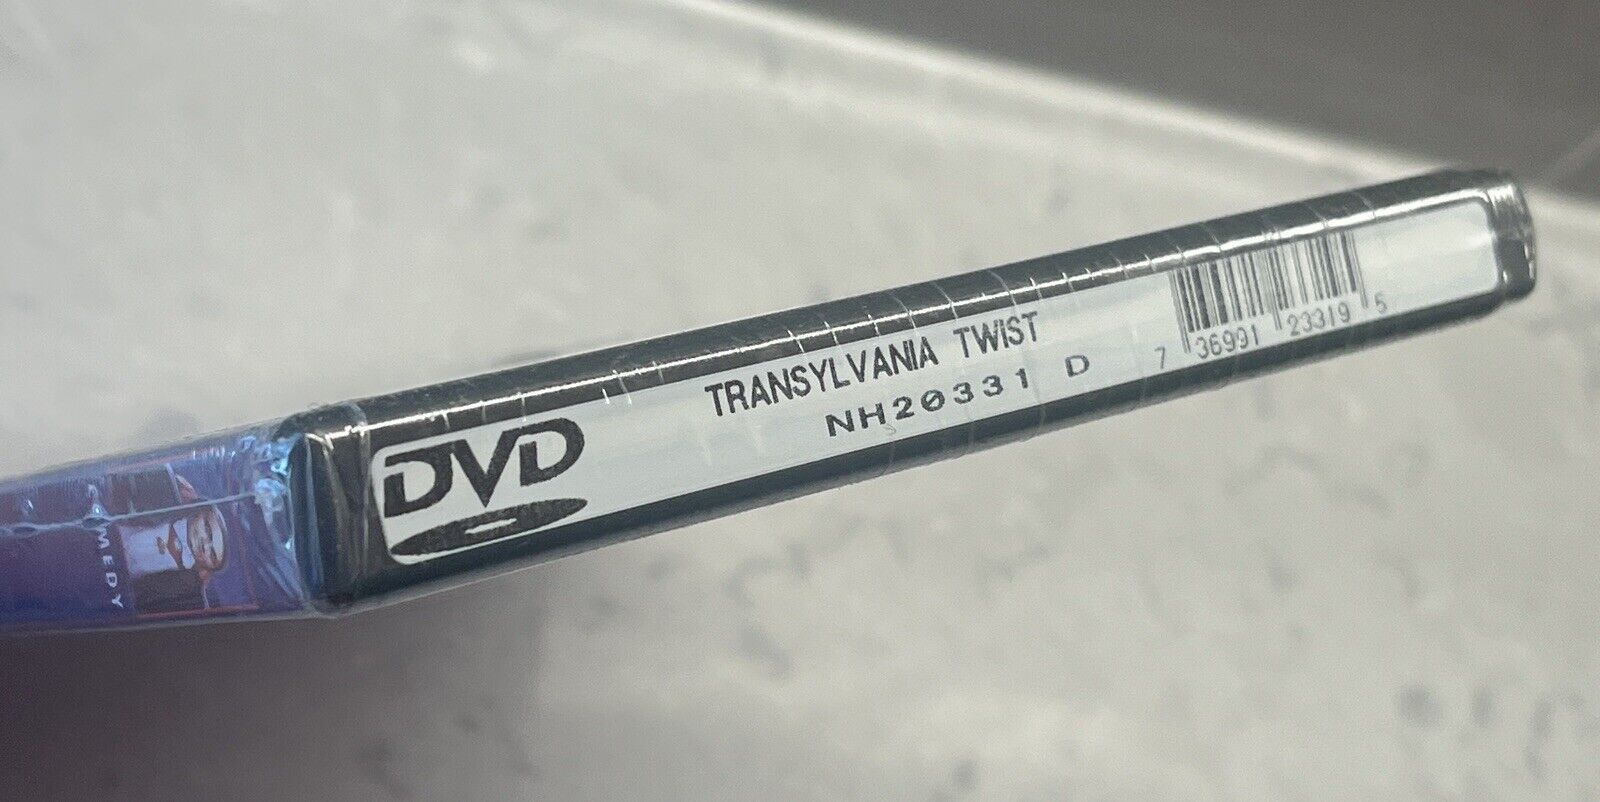 DVD
TRANSYLVANIA TWIST
NH20331 D
7 36991 23319 5